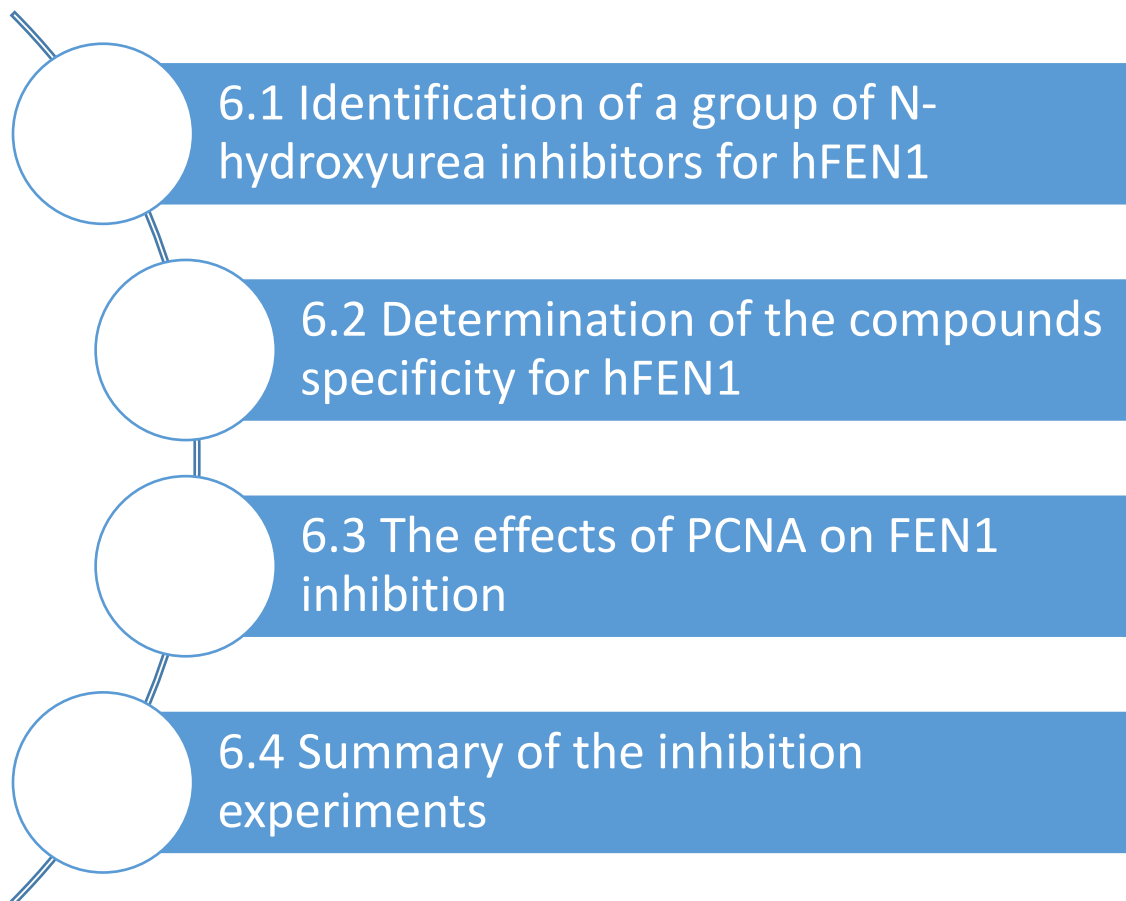 6.1 Identification of a group of N-
hydroxyurea inhibitors for hFEN1
6.2 Determination of the compounds
specificity for hFEN1
6.3 The effects of PCNA on FEN1
inhibition
6.4 Summary of the inhibition
experiments